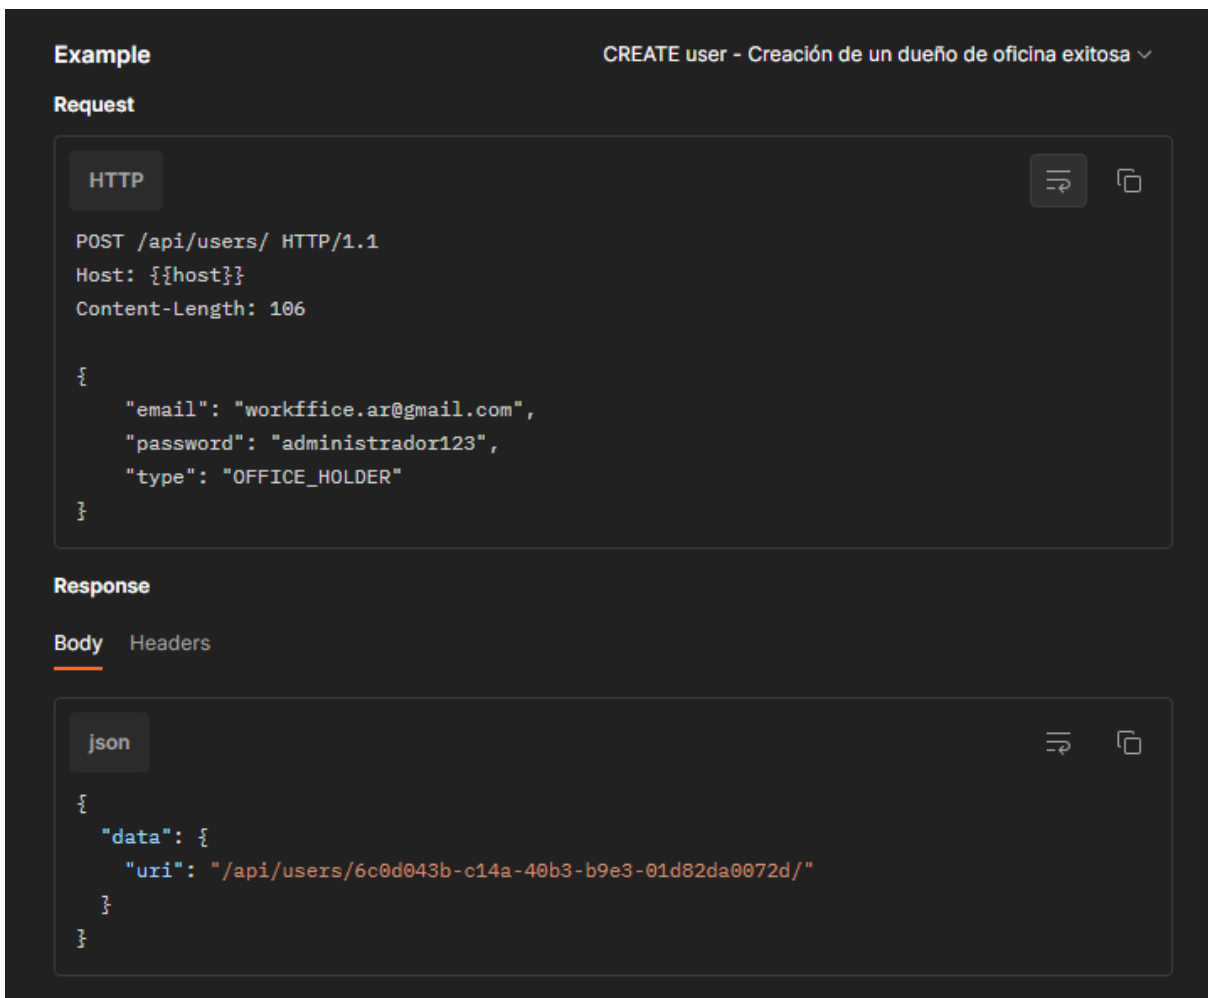 Example
CREATE user - Creación de un dueño de oficina exitosa
Request
HTTP
POST /api/users/ HTTP/1.1
Host: {{host}}
Content-Length: 106
{
    "email": "workffice.ar@gmail.com",
    "password": "administrador123",
    "type": "OFFICE_HOLDER"
}
Response
Body Headers
json
{
  "data": {
    "uri": "/api/users/6c0d043b-c14a-40b3-b9e3-01d82da0072d/"
  }
}